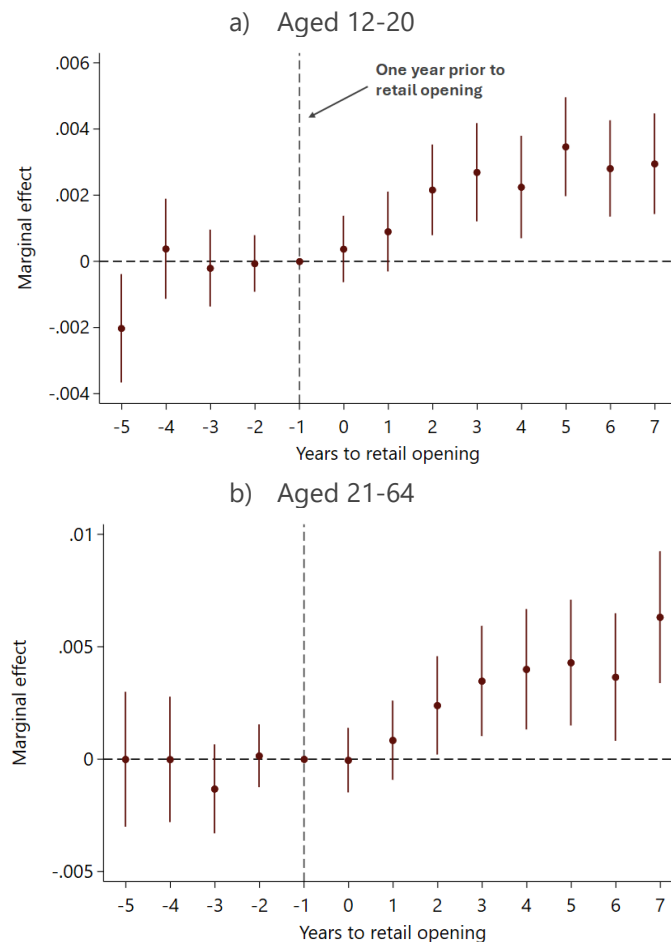 a) Aged 12-20
One year prior to
retail opening
Marginal effect
.006
.004
.002
0
-.002
-.004
-5 -4 -3 -2 -1 0 1 2 3 4 5 6 7
Years to retail opening
b) Aged 21-64
Marginal effect
.01
.005
0
-.005
-5 -4 -3 -2 -1 0 1 2 3 4 5 6 7
Years to retail opening